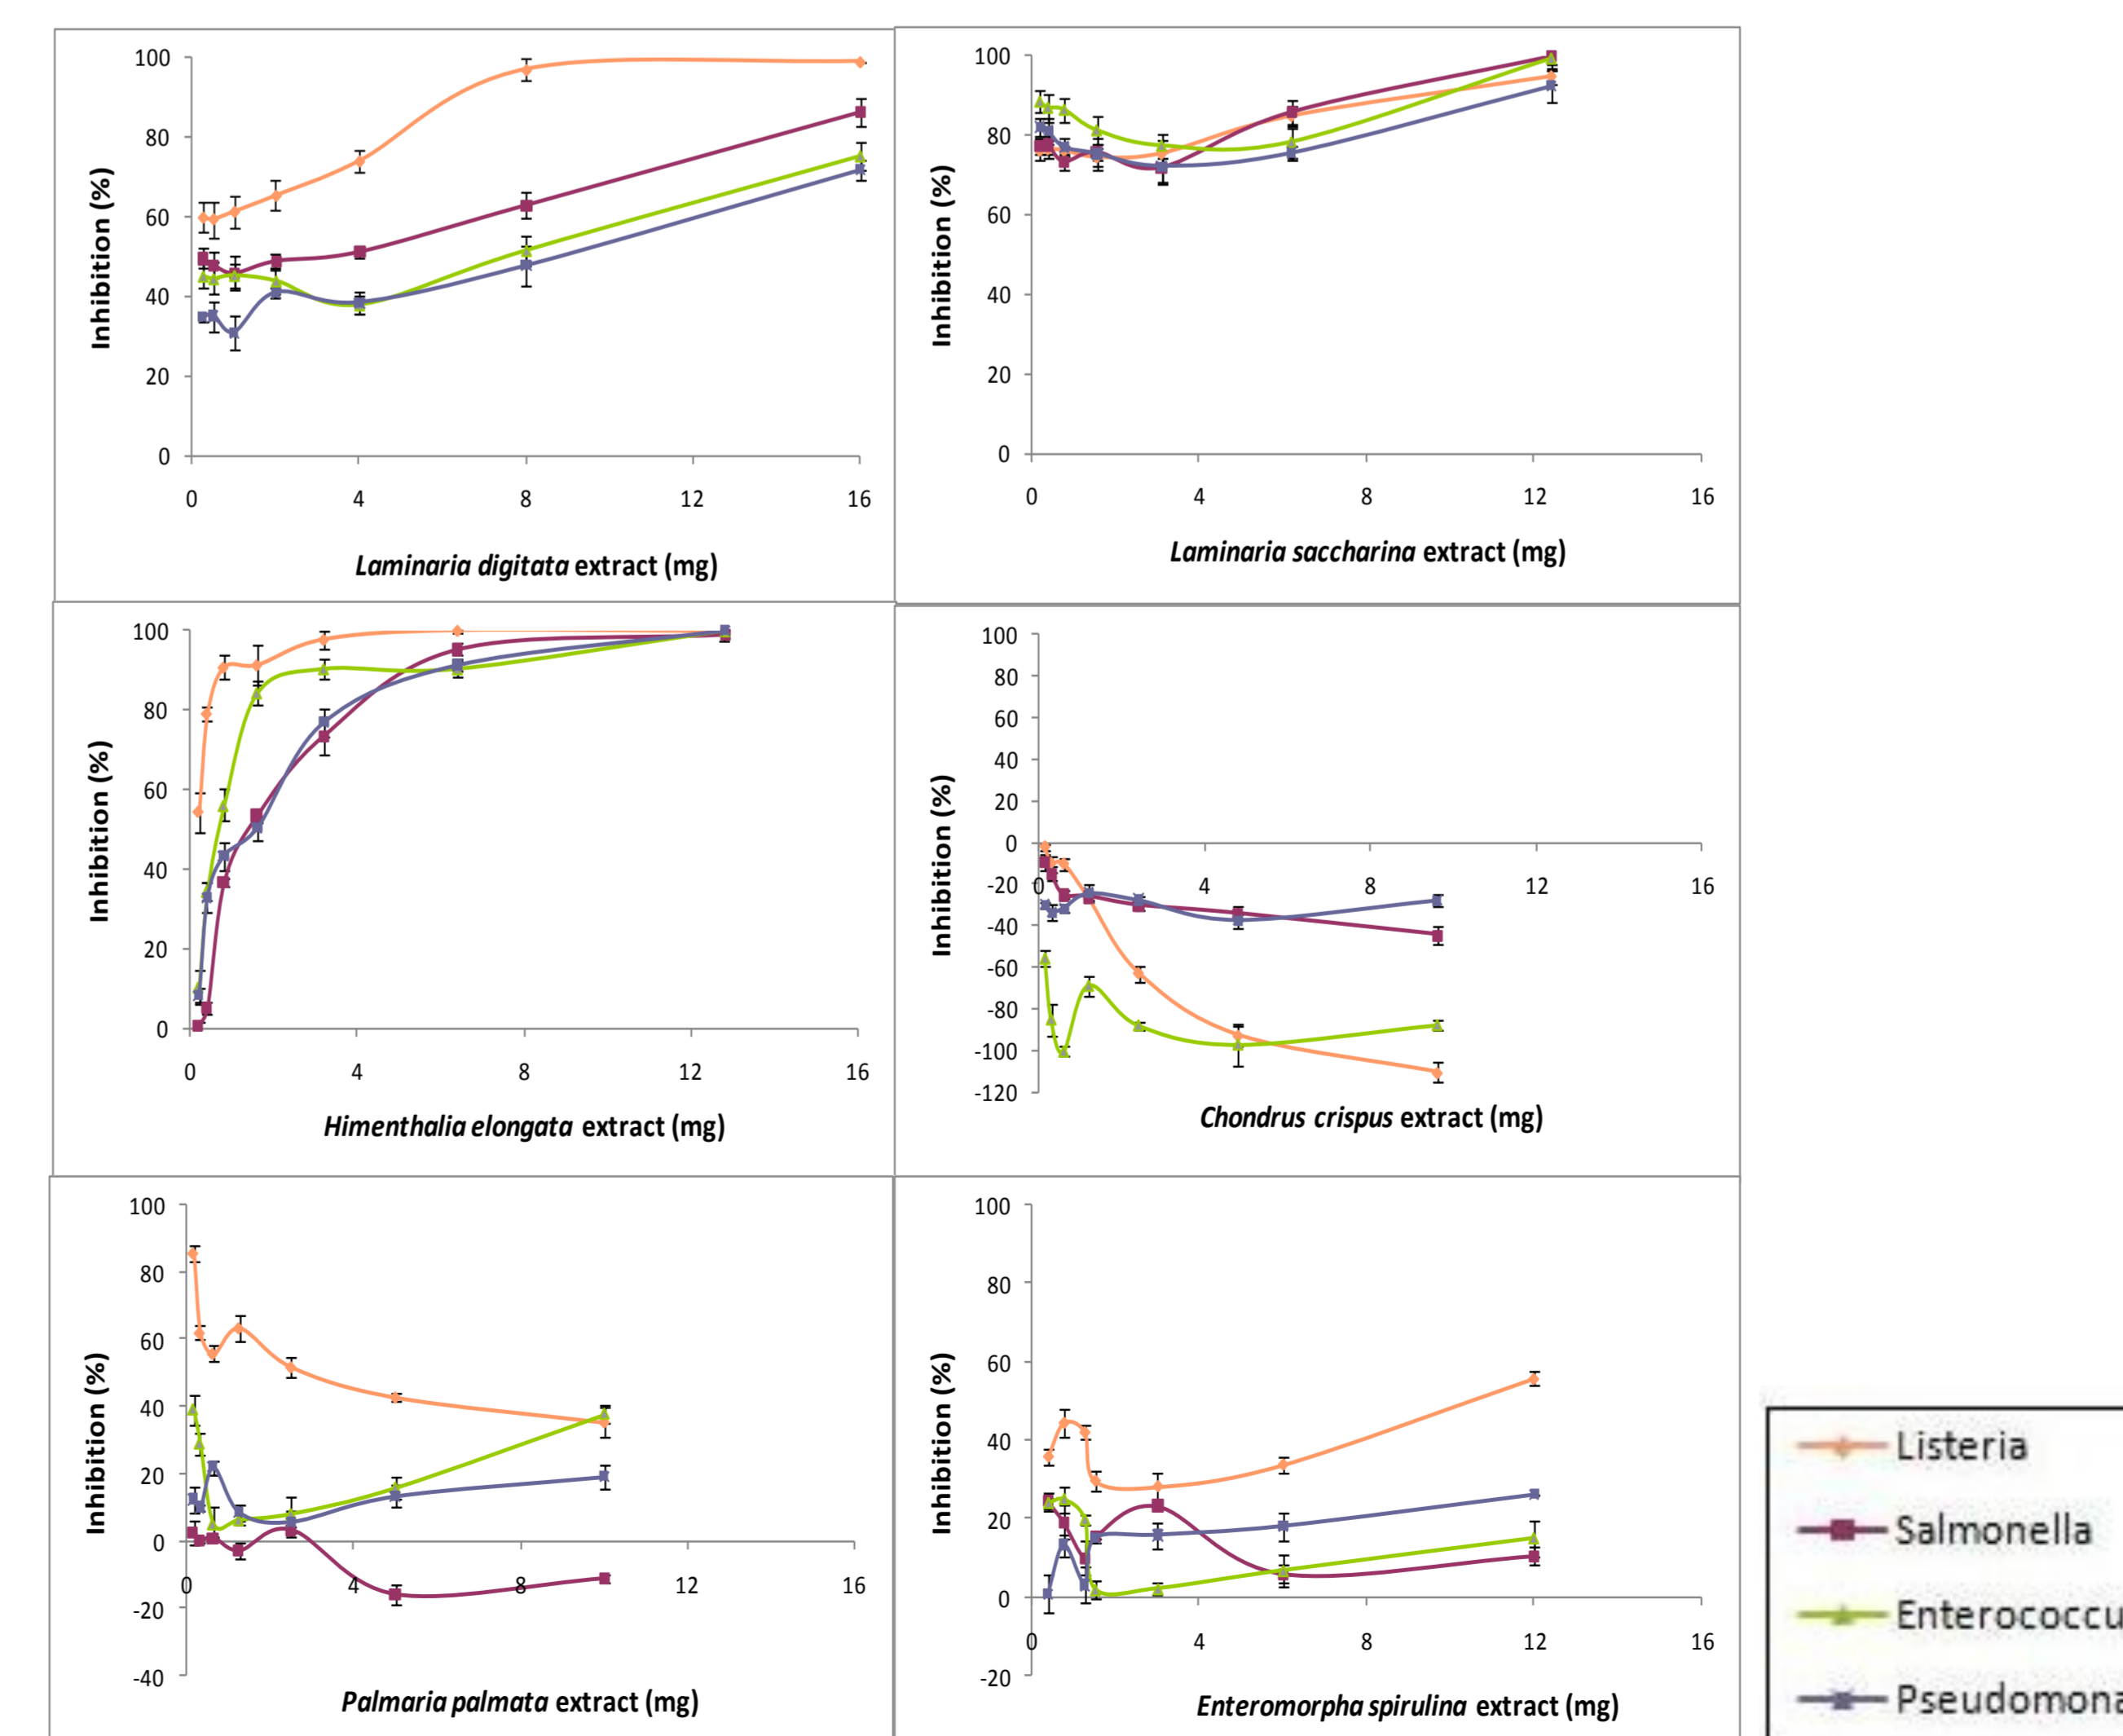 100
80
60
40
20
0
0 4 8 12 16
Inhibition (%)
Laminaria digitata extract (mg)
100
80
60
40
20
0
0 4 8 12 16
Inhibition (%)
Laminaria saccharina extract (mg)
100
80
60
40
20
0
0 4 8 12 16
Inhibition (%)
Himenthalia elongata extract (mg)
100
80
60
40
20
0
-20
-40
-60
-80
-100
-120
0 4 8 12 16
Inhibition (%)
Chondrus crispus extract (mg)
100
80
60
40
20
0
-20
-40
0 4 8 12 16
Inhibition (%)
Palmaria palmata extract (mg)
100
80
60
40
20
0
-20
0 4 8 12 16
Inhibition (%)
Enteromorpha spirulina extract (mg)
Listeria
Salmonella
Enterococcu
Pseudomona